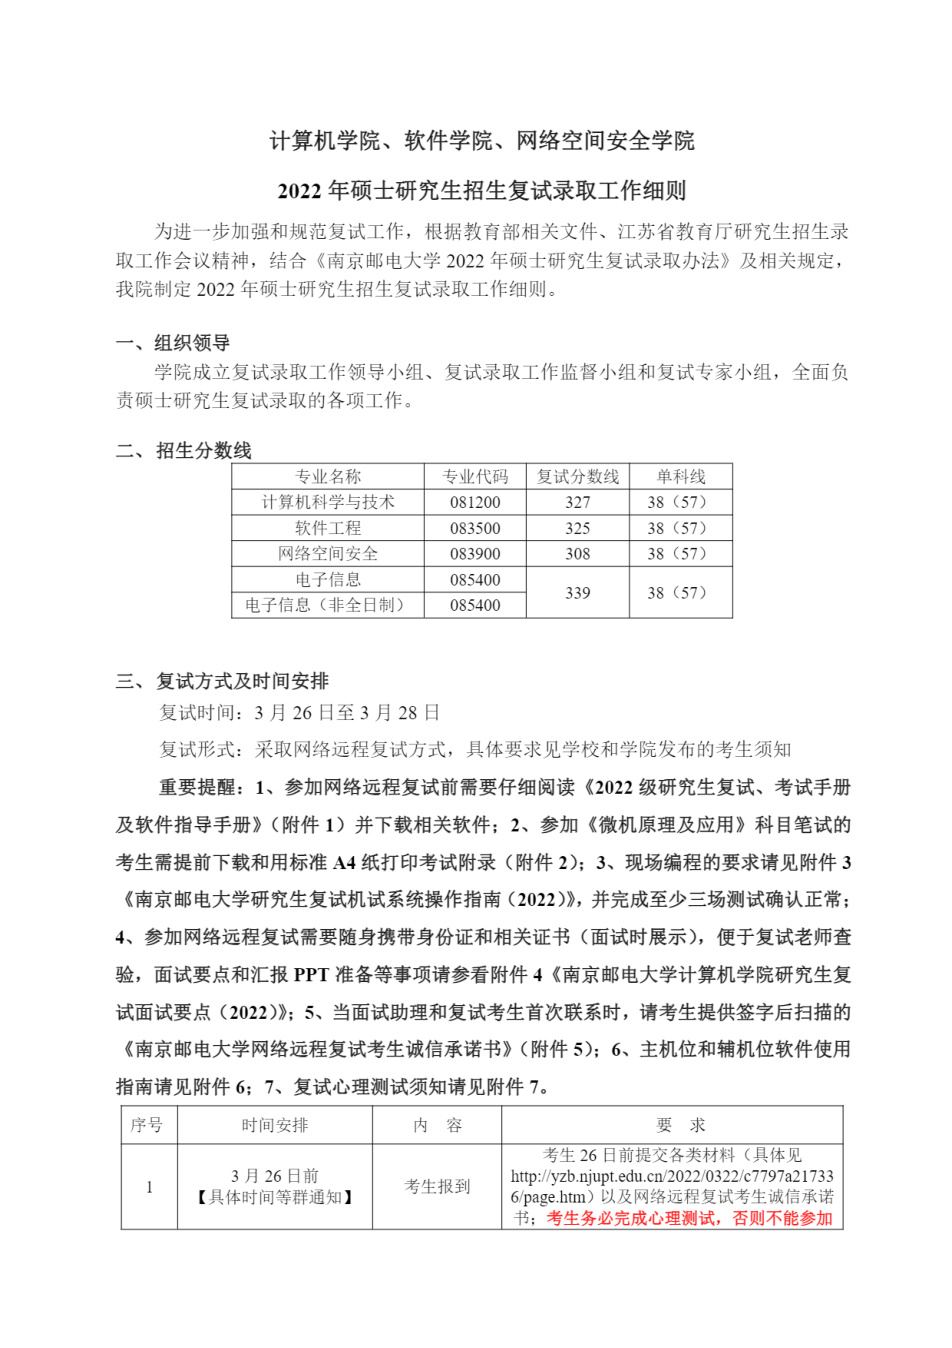 计算机学院、软件学院、网络空间安全学院
2022 年硕士研究生招生复试录取工作细则
为进一步加强和规范复试工作，根据教育部相关文件、江苏省教育厅研究生招生录
取工作会议精神，结合《南京邮电大学 2022 年硕士研究生复试录取办法》及相关规定，
我院制定 2022 年硕士研究生招生复试录取工作细则。
一、组织领导
学院成立复试录取工作领导小组、复试录取工作监督小组和复试专家小组，全面负
责硕士研究生复试录取的各项工作。
二、 招生分数线
专业名称 专业代码 复试分数线 单科线
计算机科学与技术 081200 327 38（57）
软件工程 083500 325 38（57）
网络空间安全 083900 308 38（57）
电子信息 085400
339 38（57）
电子信息（非全日制） 085400
三、 复试方式及时间安排
复试时间：3 月 26 日至 3 月 28 日
复试形式：采取网络远程复试方式，具体要求见学校和学院发布的考生须知
重要提醒：1、参加网络远程复试前需要仔细阅读《2022 级研究生复试、考试手册
及软件指导手册》（附件 1）并下载相关软件；2、参加《微机原理及应用》科目笔试的
考生需提前下载和用标准 A4 纸打印考试附录（附件 2）；3、现场编程的要求请见附件 3
《南京邮电大学研究生复试机试系统操作指南（2022）》，并完成至少三场测试确认正常；
4、参加网络远程复试需要随身携带身份证和相关证书（面试时展示），便于复试老师查
验，面试要点和汇报 PPT 准备等事项请参看附件 4《南京邮电大学计算机学院研究生复
试面试要点（2022）》；5、当面试助理和复试考生首次联系时，请考生提供签字后扫描的
《南京邮电大学网络远程复试考生诚信承诺书》（附件 5）；6、主机位和辅机位软件使用
指南请见附件 6；7、复试心理测试须知请见附件 7。
序号 时间安排 内 容 要 求
考生 26 日前提交各类材料（具体见
3 月 26 日前 http://yzb.njupt.edu.cn/2022/0322/c7797a21733
1 【具体时间等群通知】 考生报到 6/page.htm）以及网络远程复试考生诚信承诺
书；考生务必完成心理测试，否则不能参加